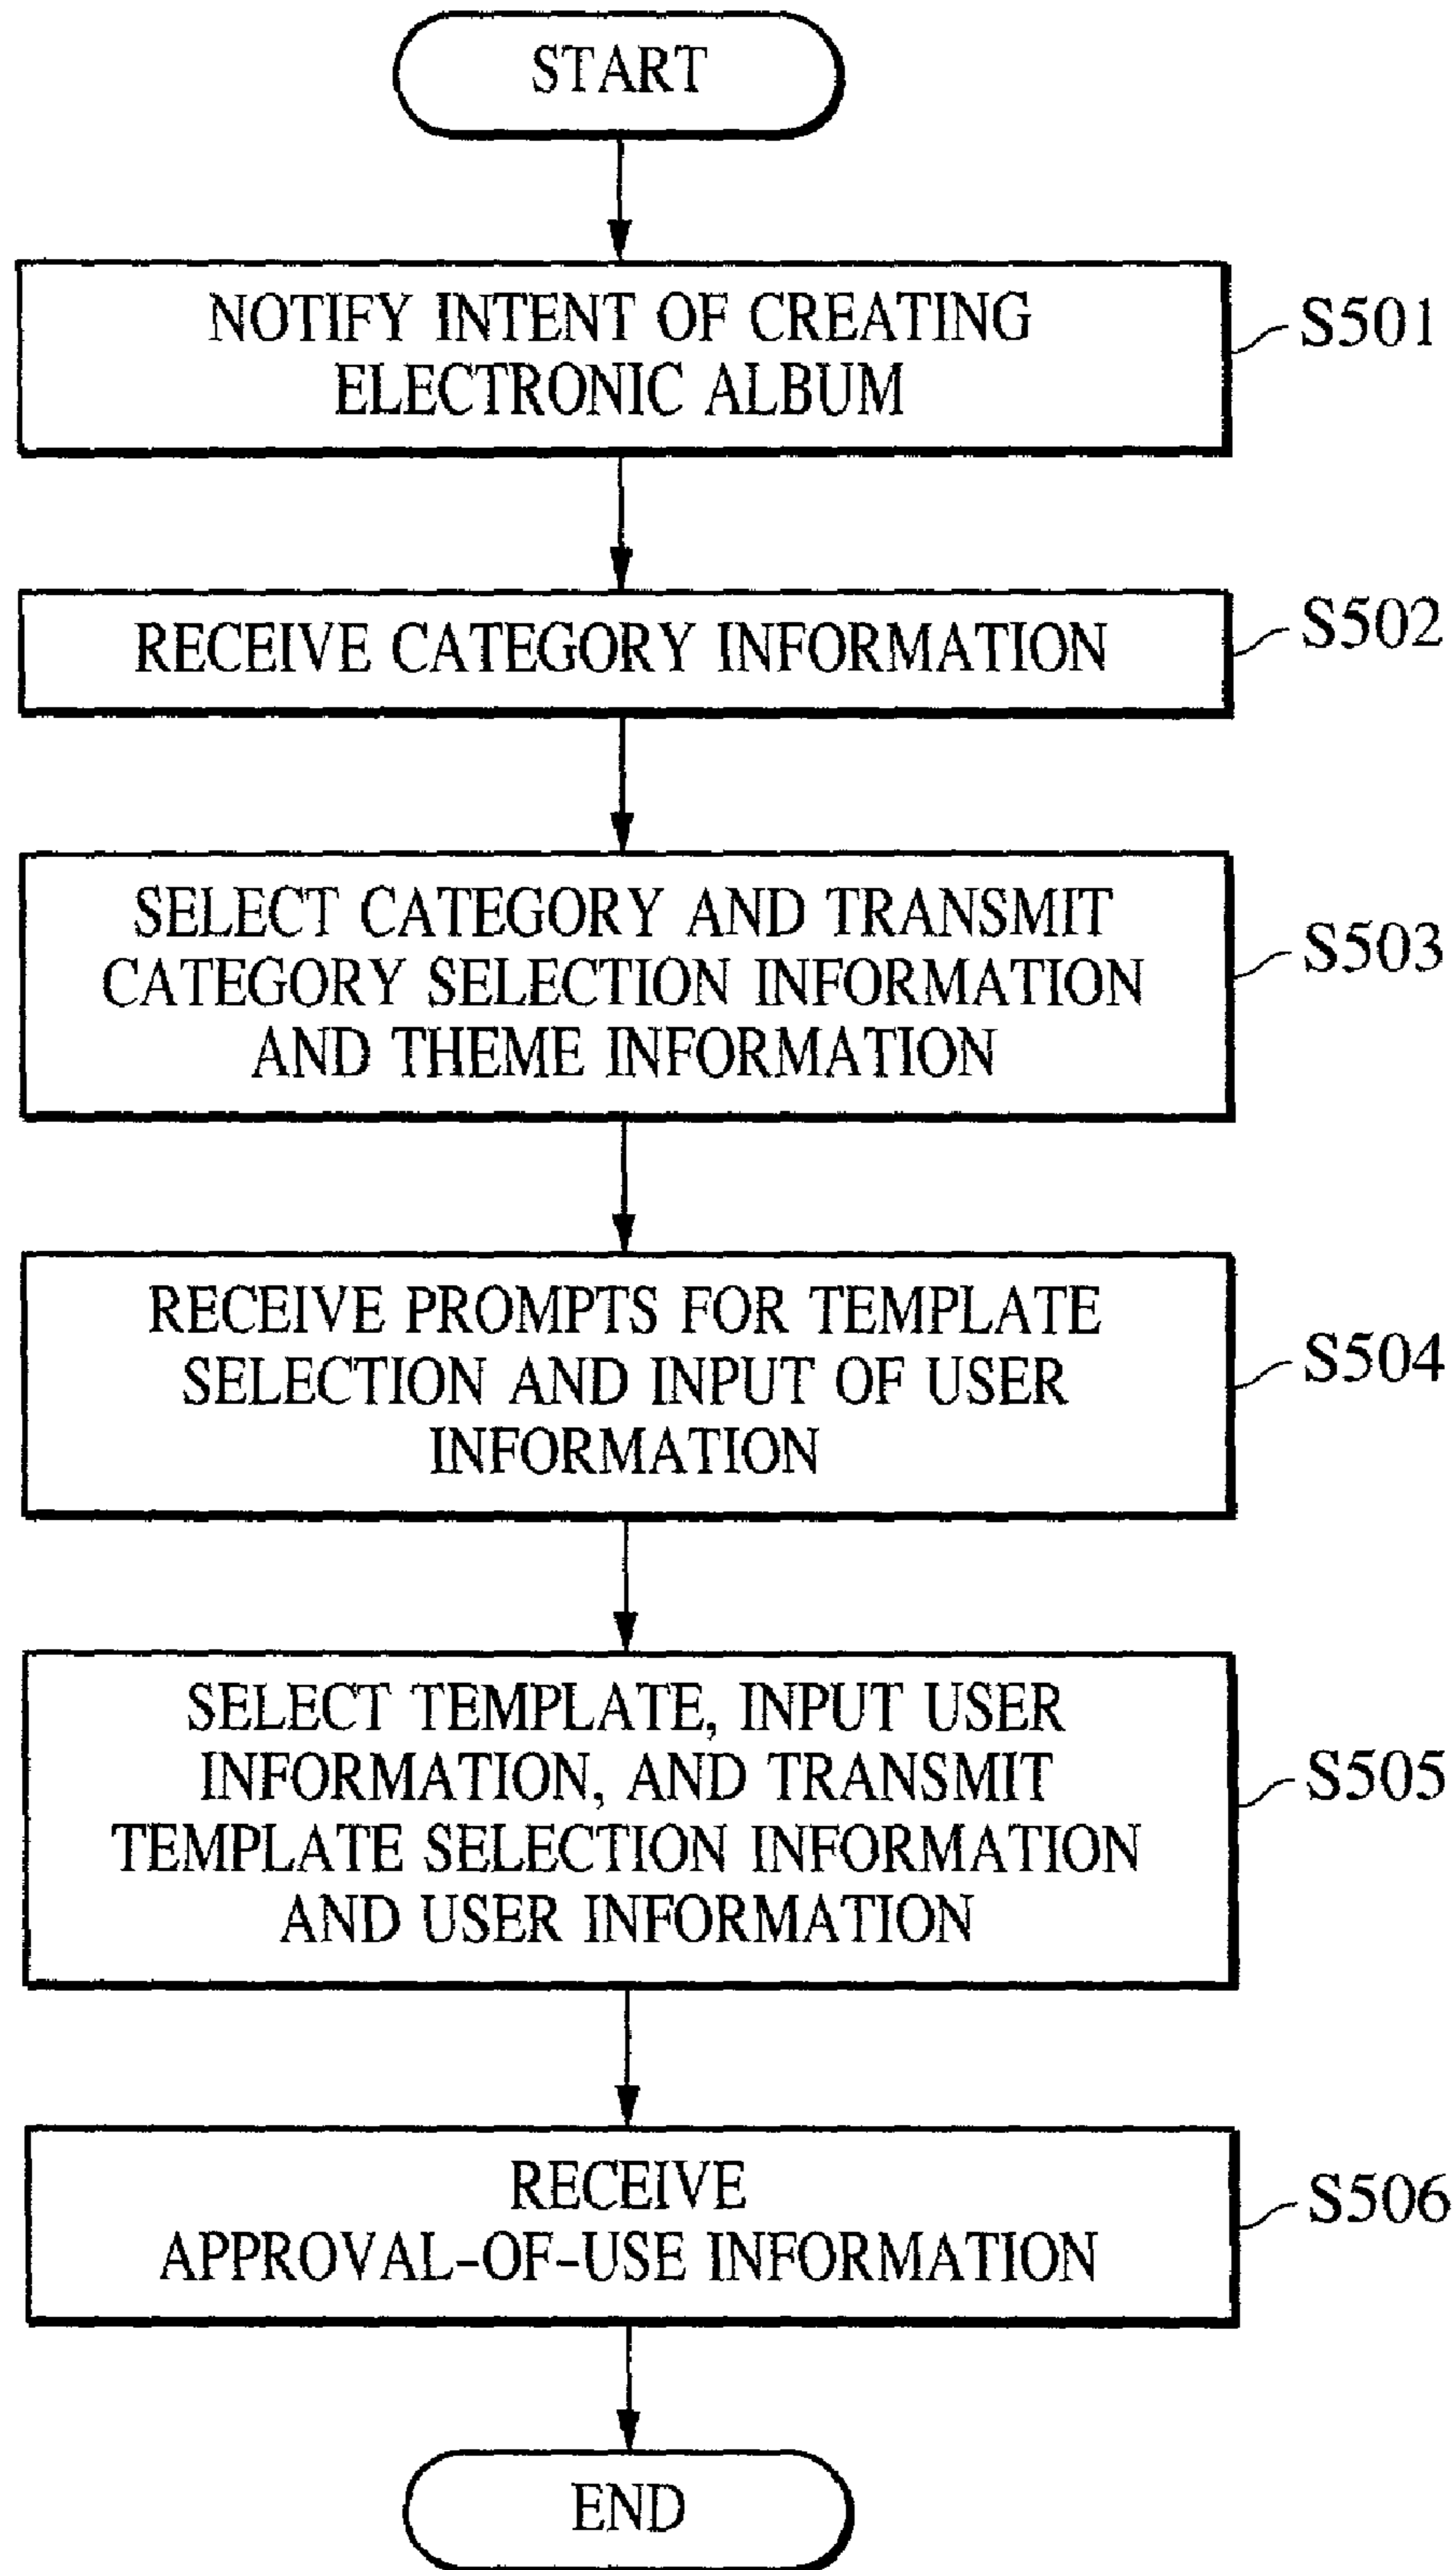 START
NOTIFY INTENT OF CREATING
ELECTRONIC ALBUM
S501
RECEIVE CATEGORY INFORMATION
S502
SELECT CATEGORY AND TRANSMIT
CATEGORY SELECTION INFORMATION
AND THEME INFORMATION
S503
RECEIVE PROMPTS FOR TEMPLATE
SELECTION AND INPUT OF USER
INFORMATION
S504
SELECT TEMPLATE, INPUT USER
INFORMATION, AND TRANSMIT
TEMPLATE SELECTION INFORMATION
AND USER INFORMATION
S505
RECEIVE
APPROVAL-OF-USE INFORMATION
S506
END